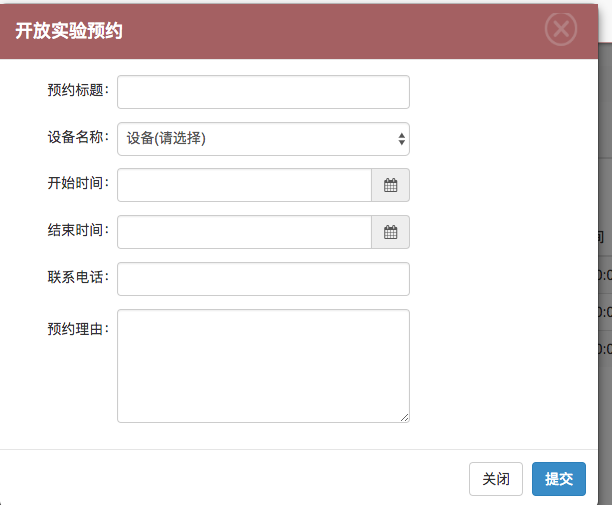 开放实验预约
预约标题：
设备名称： 设备(请选择)
开始时间：
结束时间：
联系电话：
预约理由：
关闭 提交